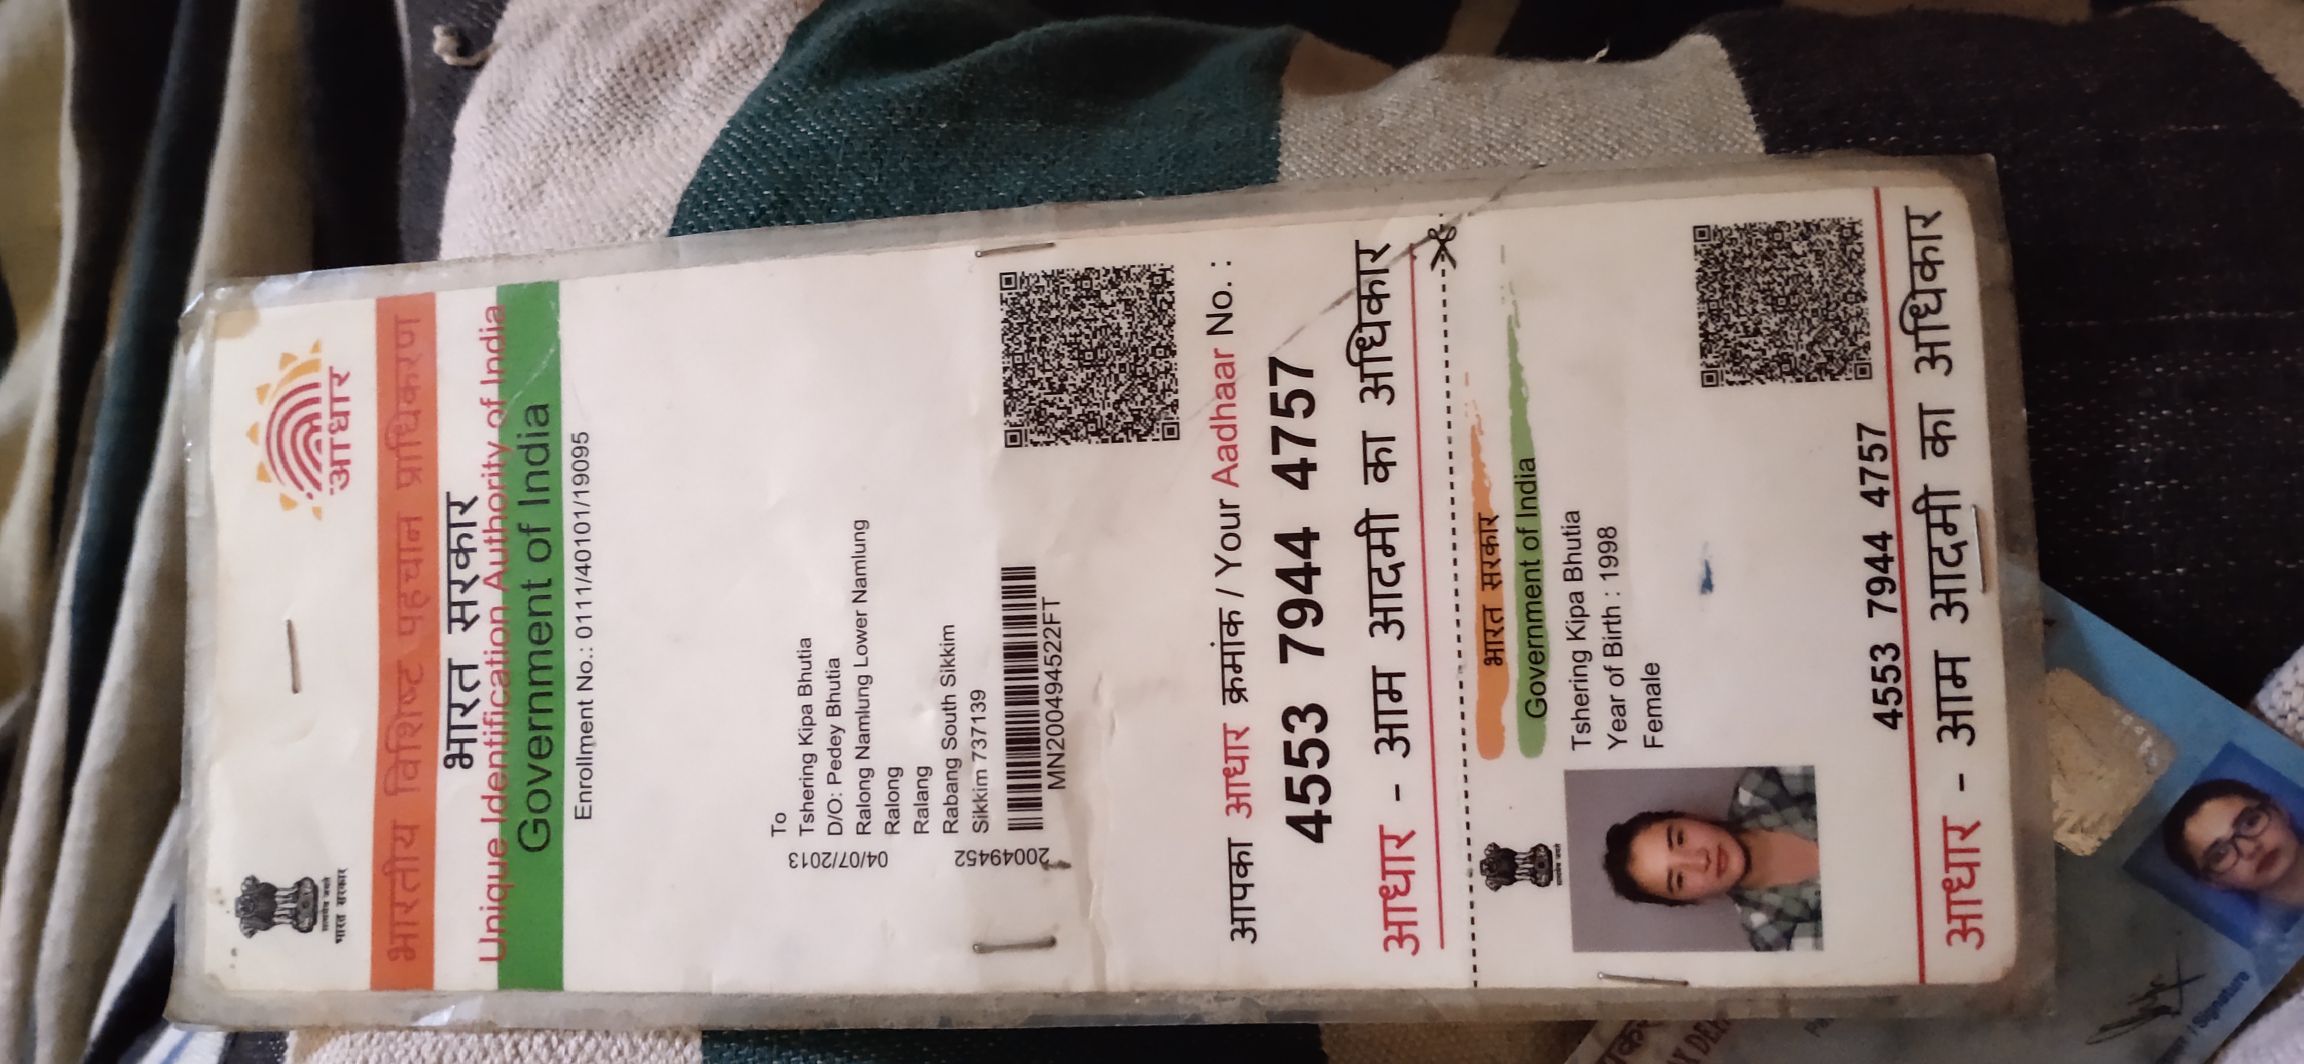 आधार
भारत सरकार
भारतीय विशिष्ट पहचान प्राधिकरण
भारत सरकार
Unique Identification Authority of India
Government of India
Enrollment No.: 0111/40101/19095
To
Tshering Kipa Bhutia
D/O: Pedey Bhutia
Ralong Namlung Lower Namlung
Ralong
Ralang
Rabang South Sikkim
Sikkim 737139
04/07/2013
20049452
MN200494522FT
आपका आधार क्रमांक / Your Aadhaar No. :
4553 7944 4757
आधार - आम आदमी का अधिकार
भारत सरकार
Government of India
Tshering Kipa Bhutia
Year of Birth : 1998
Female
4553 7944 4757
आधार - आम आदमी का अधिकार
/ Signature